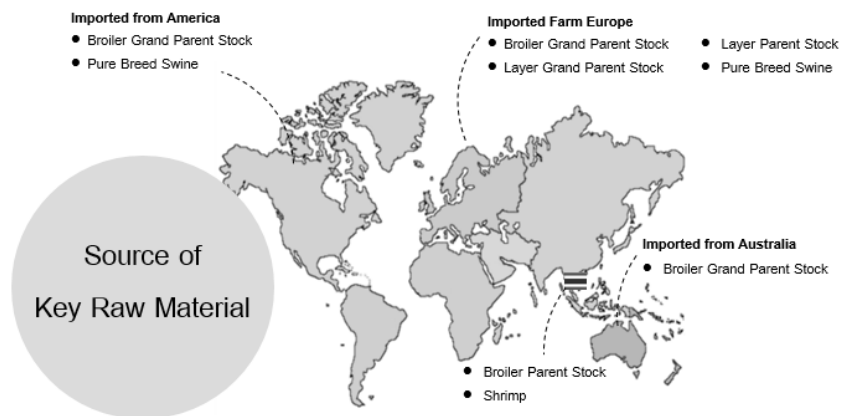 Imported from America
● Broiler Grand Parent Stock
● Pure Breed Swine
Imported Farm Europe
● Broiler Grand Parent Stock
● Layer Grand Parent Stock
● Layer Parent Stock
● Pure Breed Swine
Source of
Key Raw Material
Imported from Australia
● Broiler Grand Parent Stock
● Broiler Parent Stock
● Shrimp